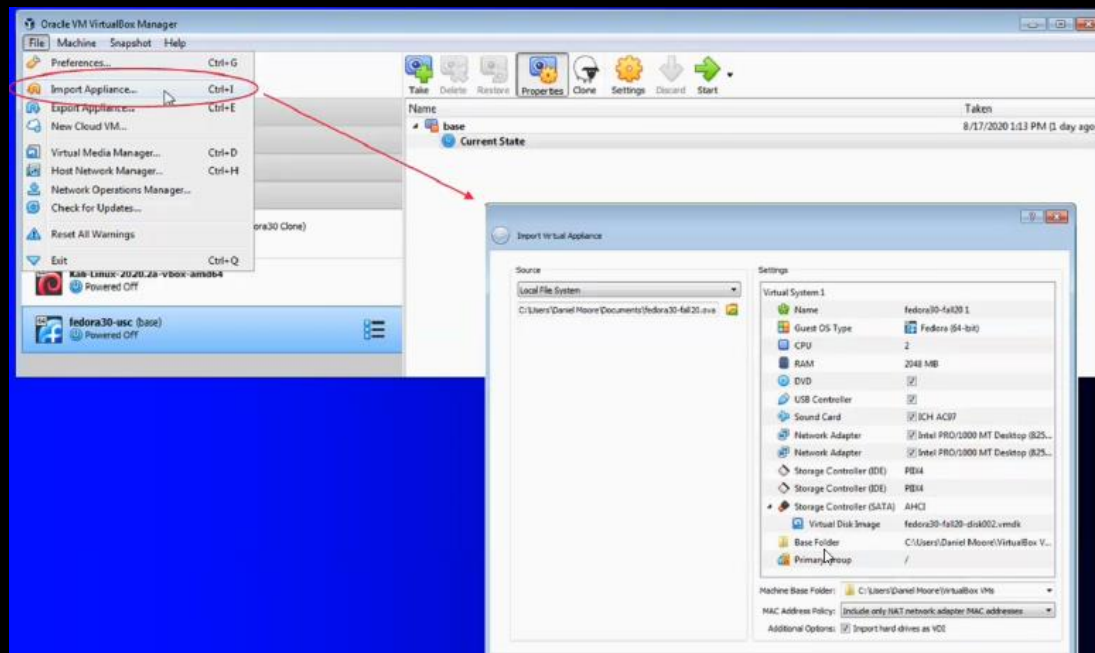 Oracle VM VirtualBox Manager
File Machine Snapshot Help
Preferences... Ctrl+G
Import Appliance... Ctrl+I
Export Appliance... Ctrl+E
New Cloud VM...
Virtual Media Manager... Ctrl+D
Host Network Manager... Ctrl+H
Network Operations Manager...
Check for Updates...
Reset All Warnings
Exit Ctrl+Q
ora30 Clone)
Kali-Linux-2020.2a-vbox-amd64
Powered Off
fedora30-usc (base)
Powered Off
Take Delete Restore Properties Clone Settings Discard Start
Name Taken
base 8/17/2020 1:13 PM (1 day ago
Current State
Import Virtual Appliance
Source
Local File System
C:\Users\Daniel Moore\Documents\fedora30-fall20.ova
Settings
Virtual System 1
Name fedora30-fall20 1
Guest OS Type Fedora (64-bit)
CPU 2
RAM 2048 MB
DVD
USB Controller
Sound Card ICH AC97
Network Adapter Intel PRO/1000 MT Desktop (825...
Network Adapter Intel PRO/1000 MT Desktop (825...
Storage Controller (IDE) PIIX4
Storage Controller (IDE) PIIX4
Storage Controller (SATA) AHCI
Virtual Disk Image fedora30-fall20-disk002.vmdk
Base Folder C:\Users\Daniel Moore\VirtualBox V...
Primary Group /
Machine Base Folder: C:\Users\Daniel Moore\VirtualBox VMs
MAC Address Policy: Include only NAT network adapter MAC addresses
Additional Options: Import hard drives as VDI